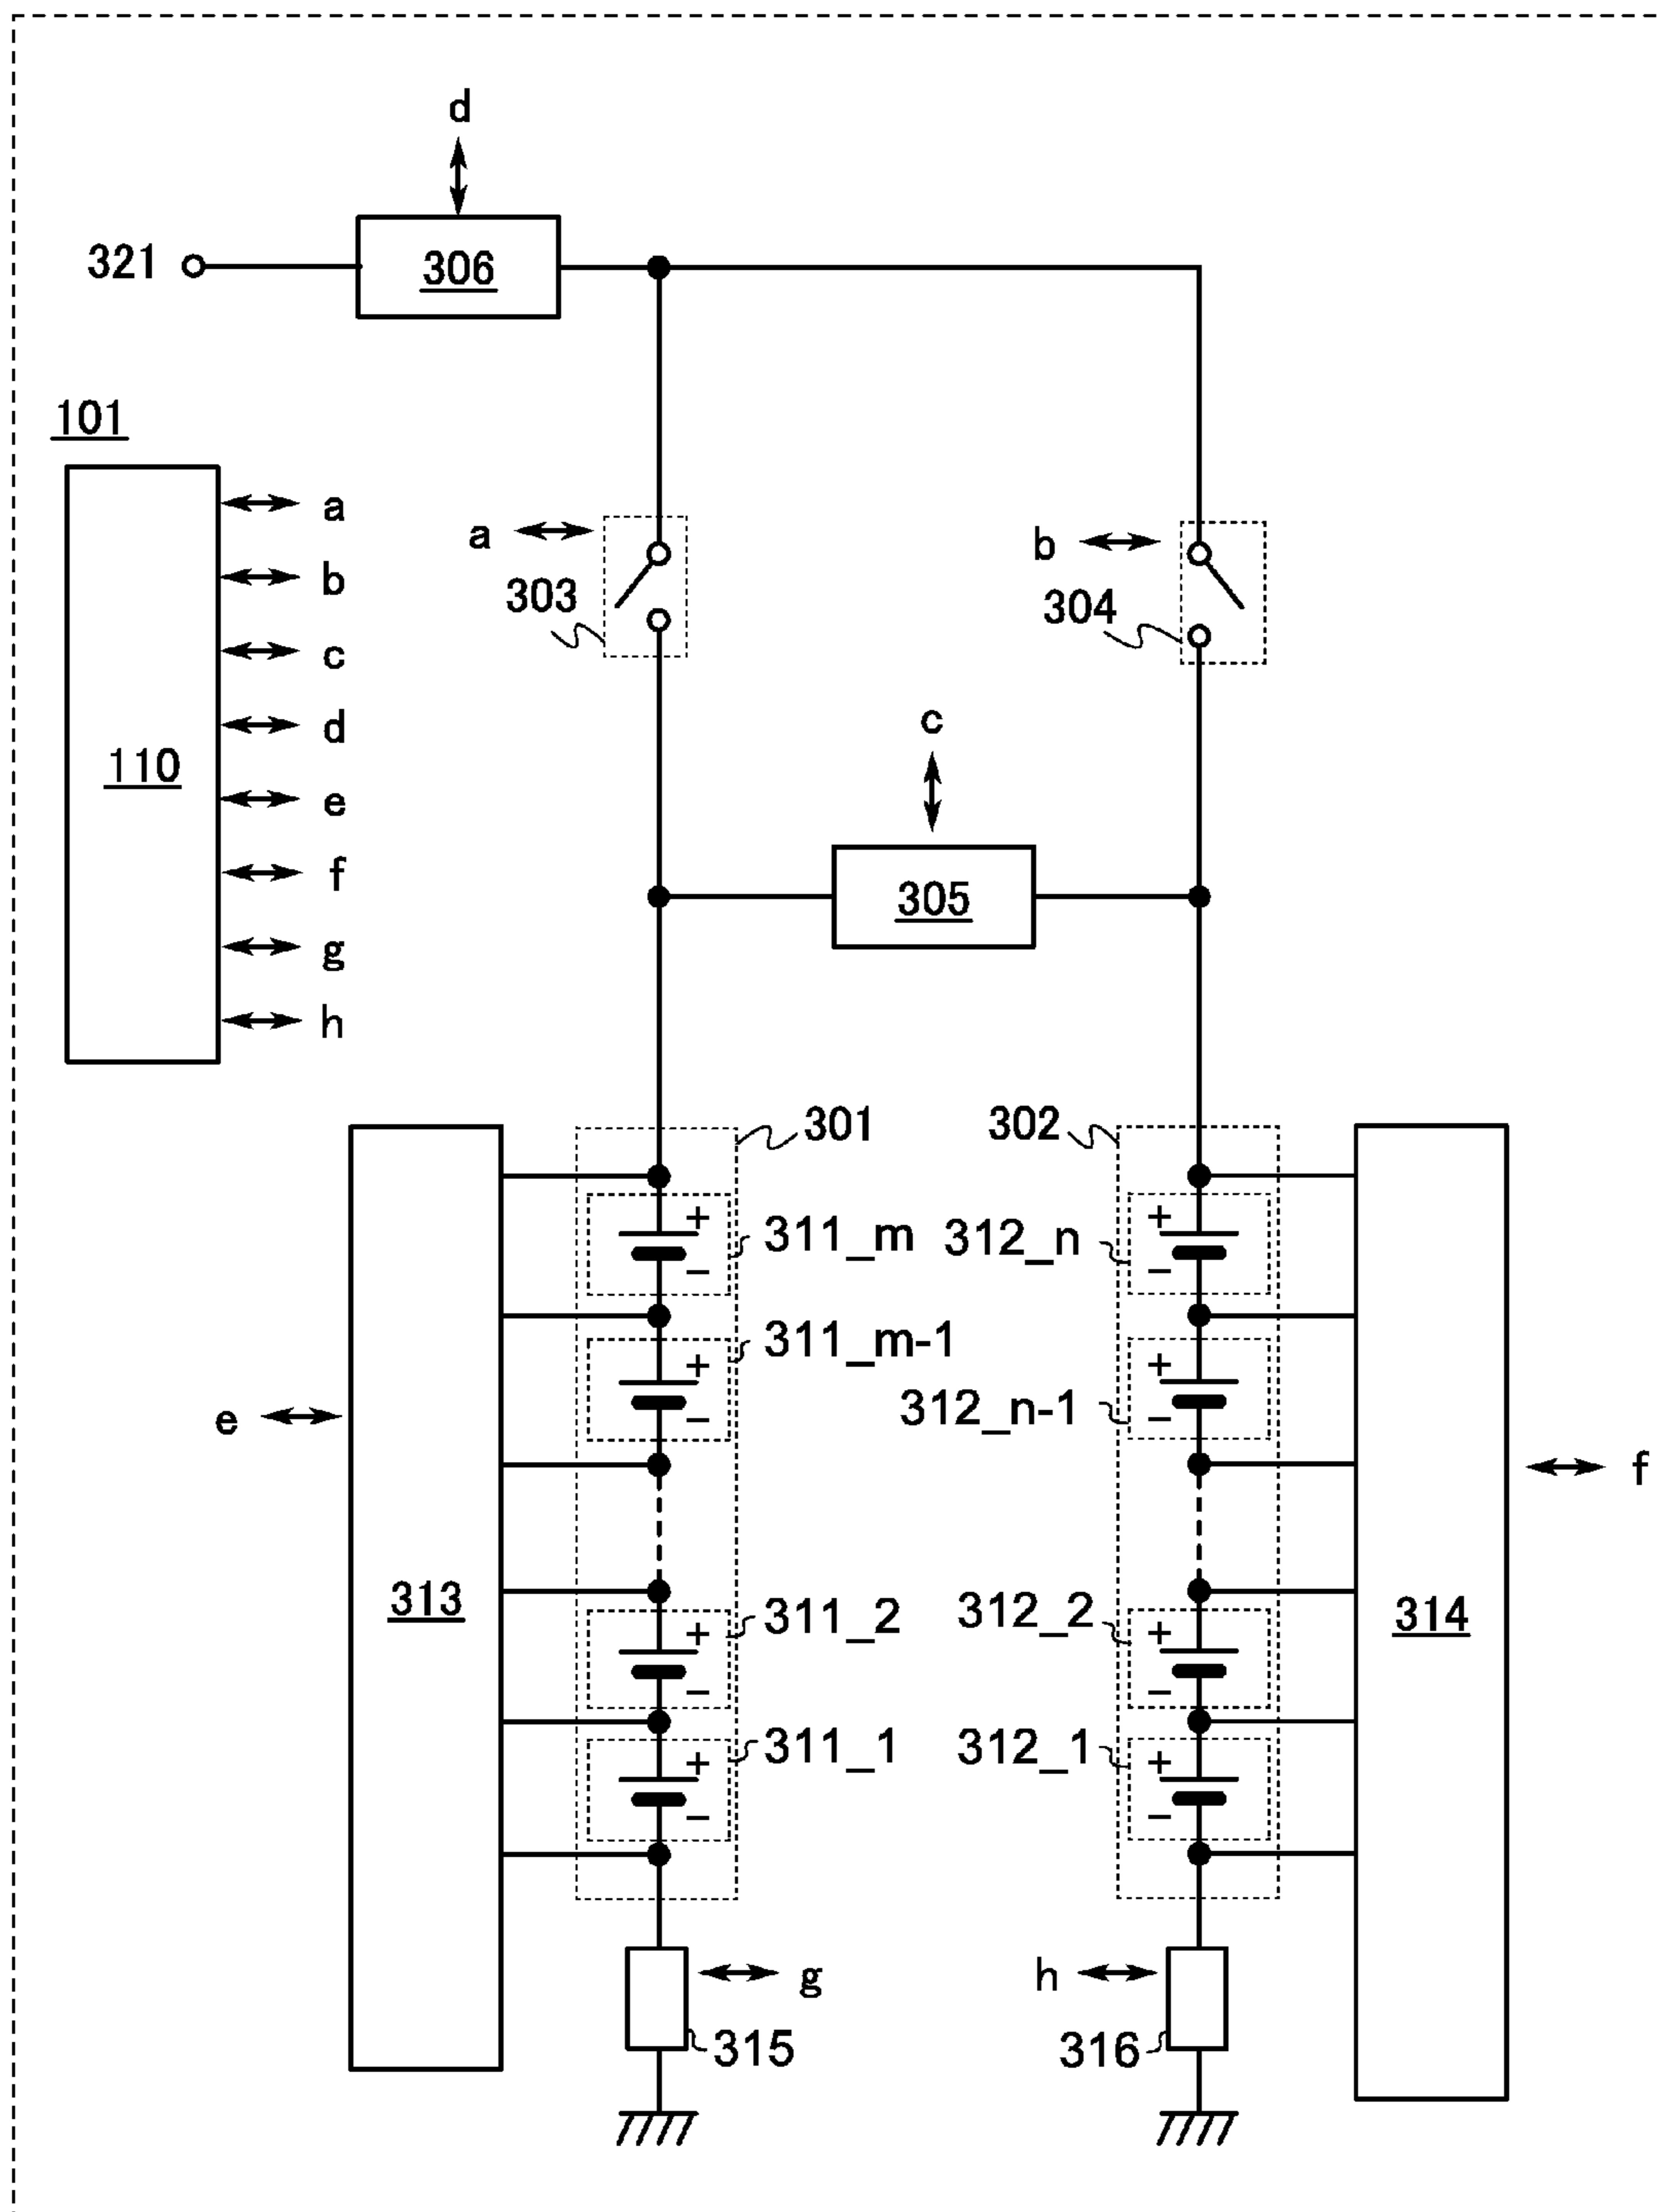 d
321
306
101
a
b
c
d
e
f
g
h
110
a
303
b
304
c
305
301
302
+
−
311_m
312_n
+
−
+
−
311_m-1
312_n-1
+
−
e
f
313
314
+
−
311_2
312_2
+
−
+
−
311_1
312_1
+
−
g
h
315
316